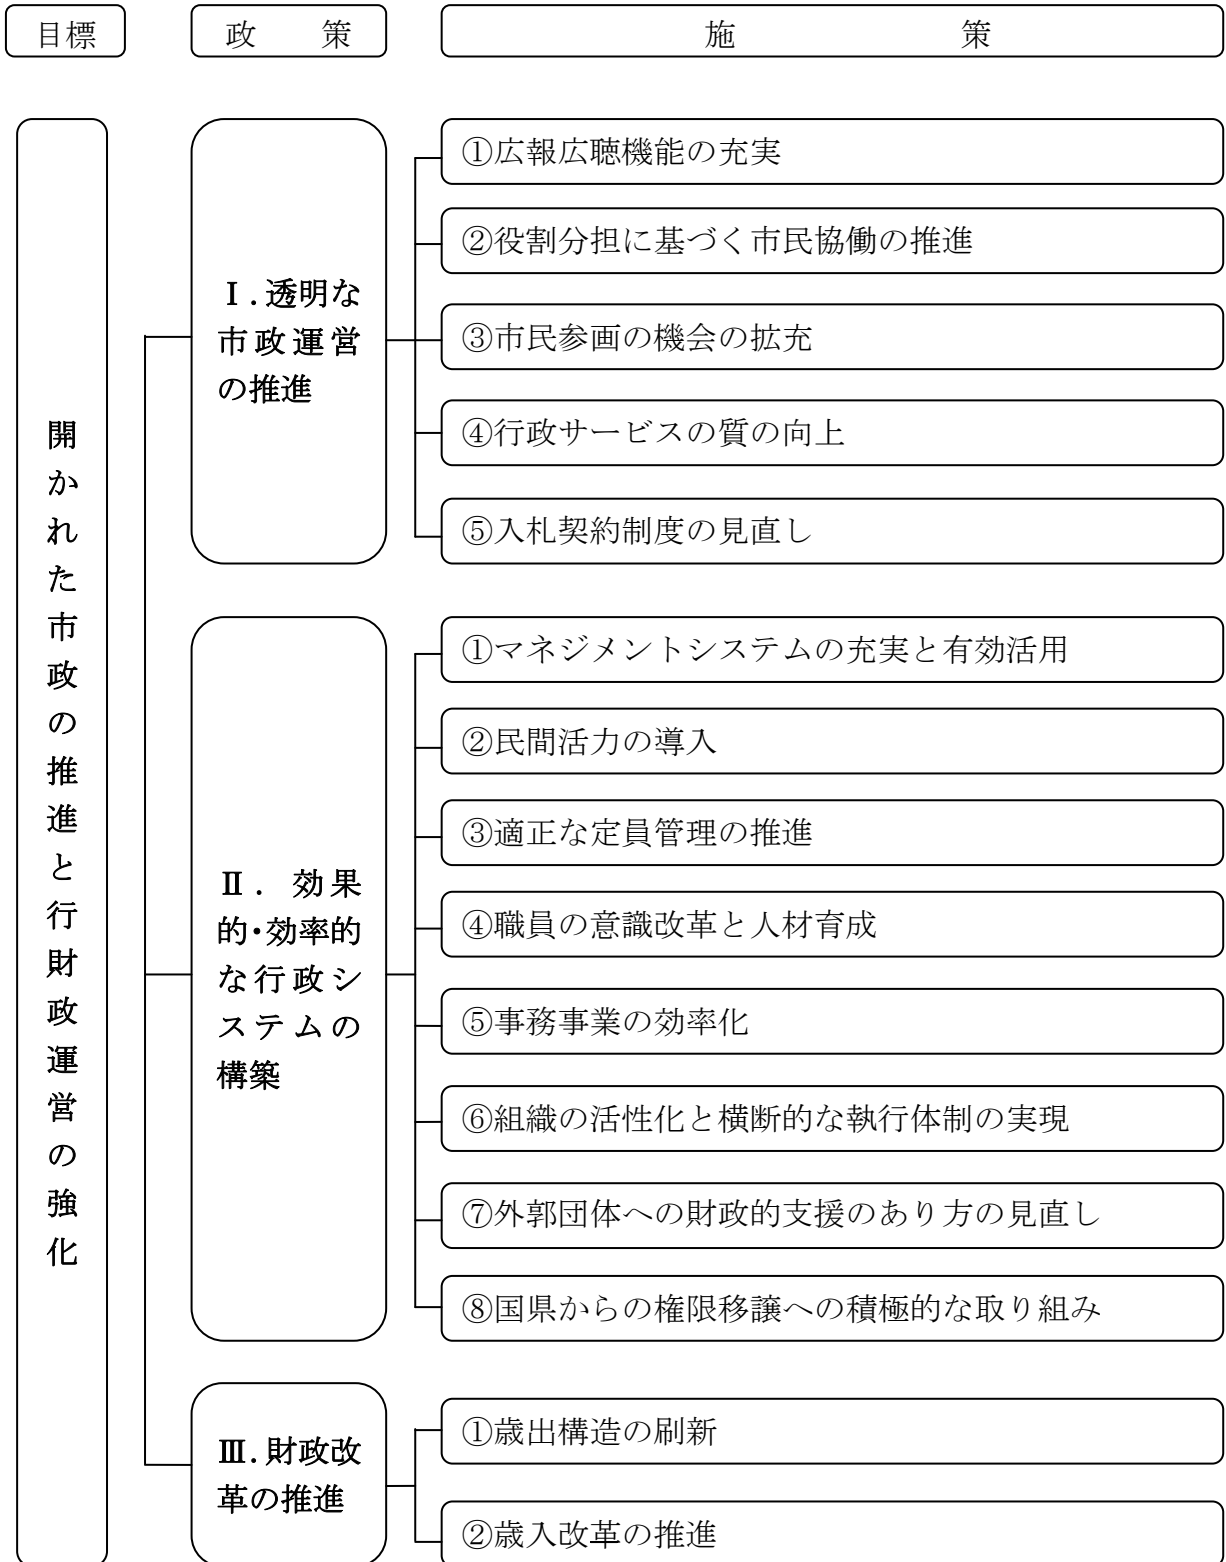 目標
政　　策
施　　　　　　　策
開かれた市政の推進と行財政運営の強化
Ⅰ.透明な
市政運営
の推進
①広報広聴機能の充実
②役割分担に基づく市民協働の推進
③市民参画の機会の拡充
④行政サービスの質の向上
⑤入札契約制度の見直し
Ⅱ．効果
的・効率的
な行政シ
ステムの
構築
①マネジメントシステムの充実と有効活用
②民間活力の導入
③適正な定員管理の推進
④職員の意識改革と人材育成
⑤事務事業の効率化
⑥組織の活性化と横断的な執行体制の実現
⑦外郭団体への財政的支援のあり方の見直し
⑧国県からの権限移譲への積極的な取り組み
Ⅲ.財政改
革の推進
①歳出構造の刷新
②歳入改革の推進